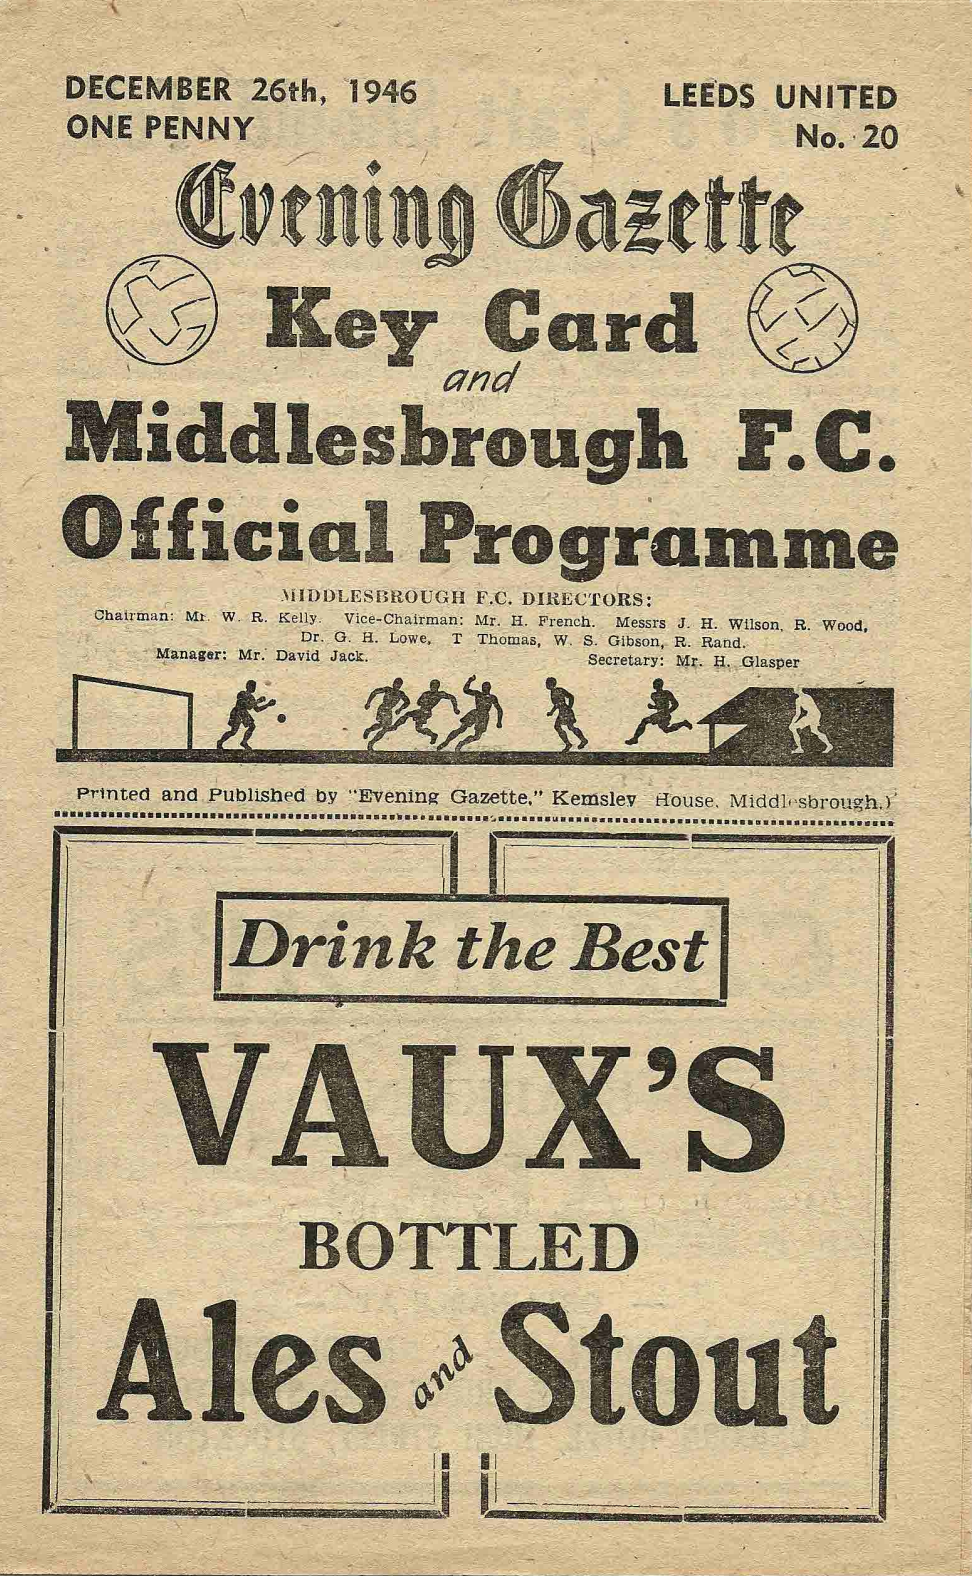 DECEMBER 26th, 1946
ONE PENNY
LEEDS UNITED
No. 20
Evening Gazette
Key Card
and
Middlesbrough F.C.
Official Programme
MIDDLESBROUGH F.C. DIRECTORS:
Chairman: Mr. W. R. Kelly. Vice-Chairman: Mr. H. French. Messrs J. H. Wilson, R. Wood,
Dr. G. H. Lowe, T Thomas, W. S. Gibson, R. Rand.
Manager: Mr. David Jack.
Secretary: Mr. H. Glasper
Printed and Published by "Evening Gazette," Kemsley House, Middlesbrough.)
Drink the Best
VAUX'S
BOTTLED
Ales and Stout